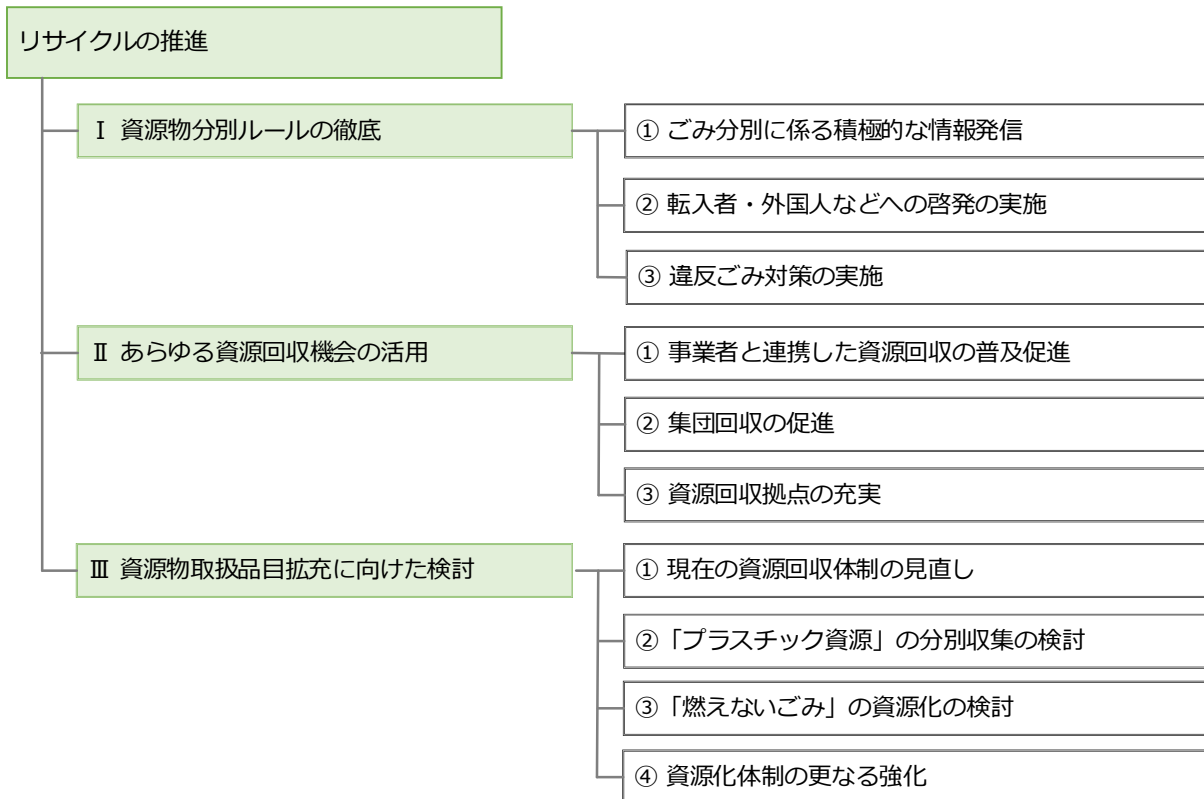 リサイクルの推進
Ⅰ 資源物分別ルールの徹底
① ごみ分別に係る積極的な情報発信
② 転入者・外国人などへの啓発の実施
③ 違反ごみ対策の実施
Ⅱ あらゆる資源回収機会の活用
① 事業者と連携した資源回収の普及促進
② 集団回収の促進
③ 資源回収拠点の充実
Ⅲ 資源物取扱品目拡充に向けた検討
① 現在の資源回収体制の見直し
②「プラスチック資源」の分別収集の検討
③「燃えないごみ」の資源化の検討
④ 資源化体制の更なる強化